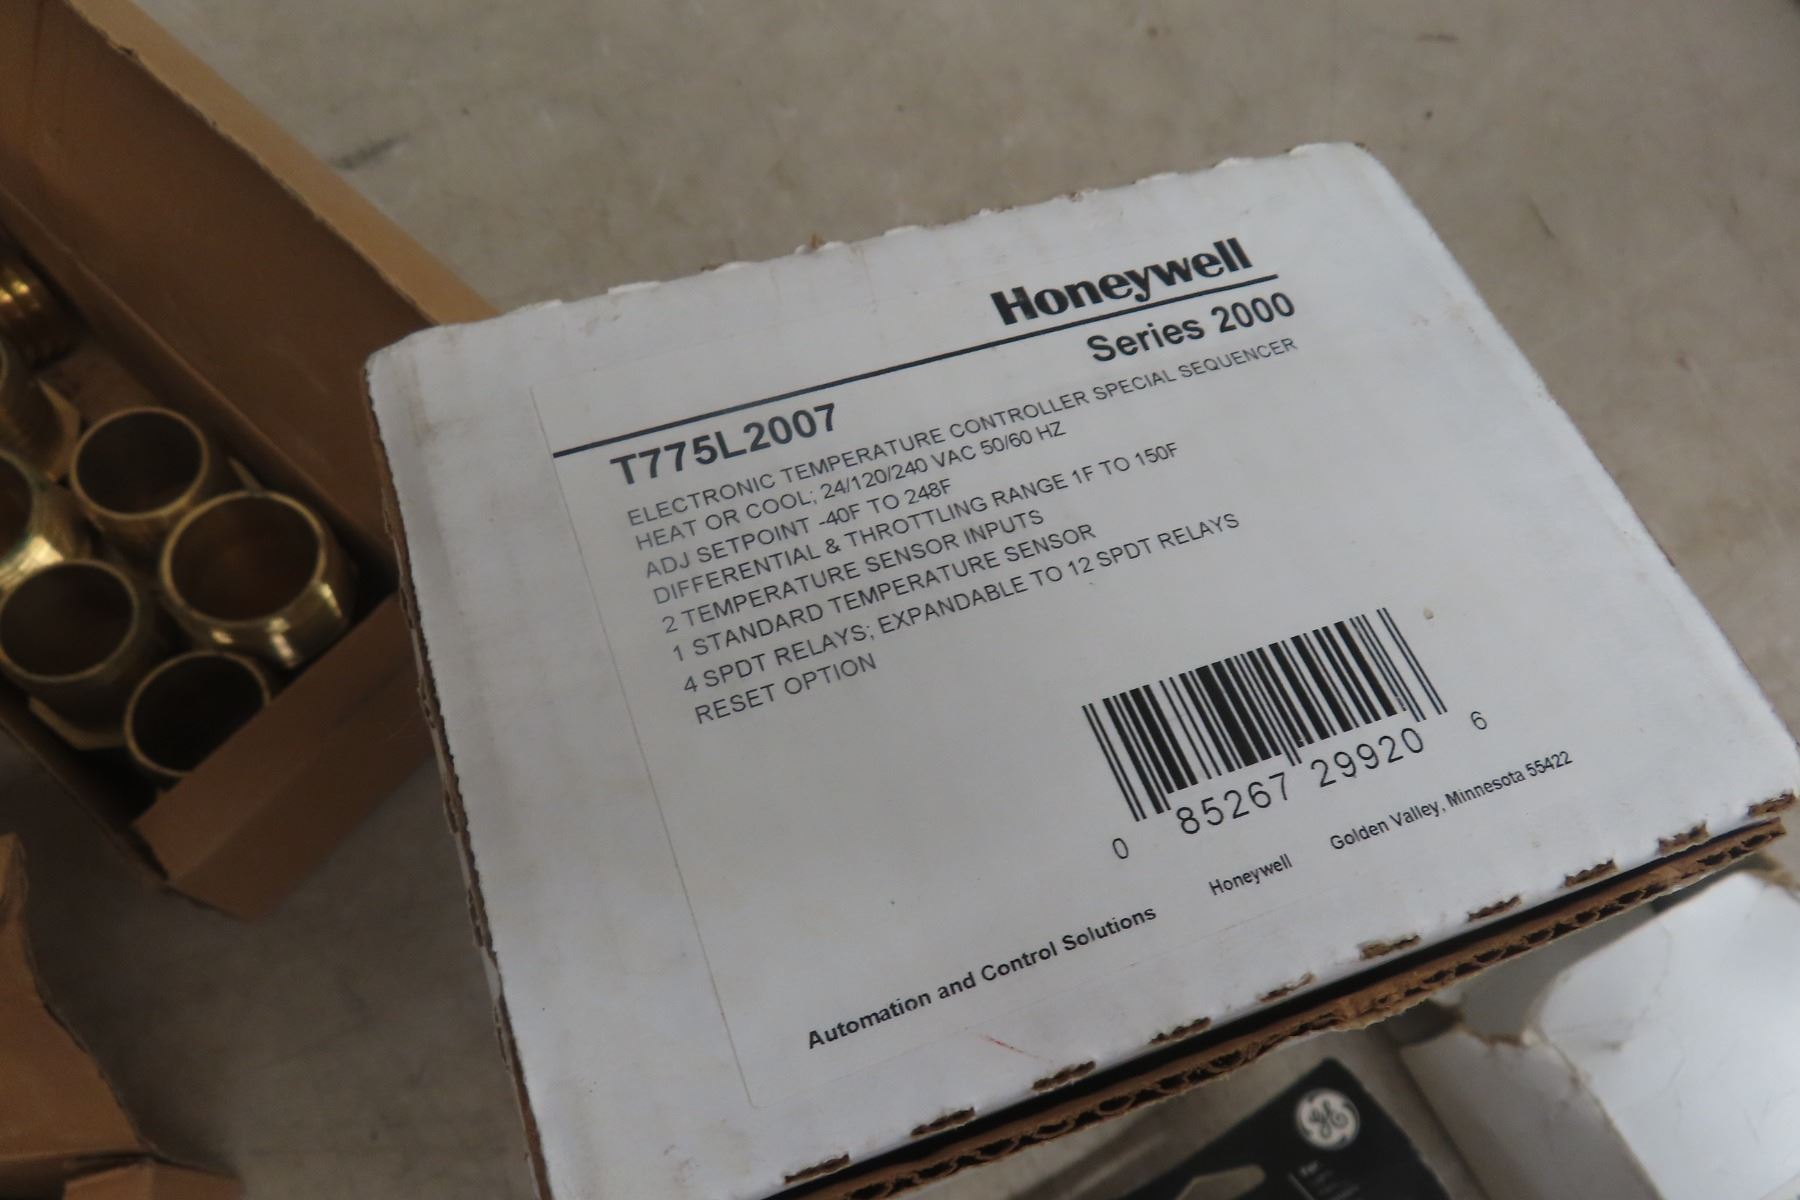 Honeywell
Series 2000
T775L2007
ELECTRONIC TEMPERATURE CONTROLLER SPECIAL SEQUENCER
HEAT OR COOL; 24/120/240 VAC 50/60 HZ
ADJ SETPOINT -40F TO 248F
DIFFERENTIAL & THROTTLING RANGE 1F TO 150F
2 TEMPERATURE SENSOR INPUTS
1 STANDARD TEMPERATURE SENSOR
4 SPDT RELAYS; EXPANDABLE TO 12 SPDT RELAYS
RESET OPTION
0 85267 29920 6
Automation and Control Solutions Honeywell Golden Valley, Minnesota 55422
GE